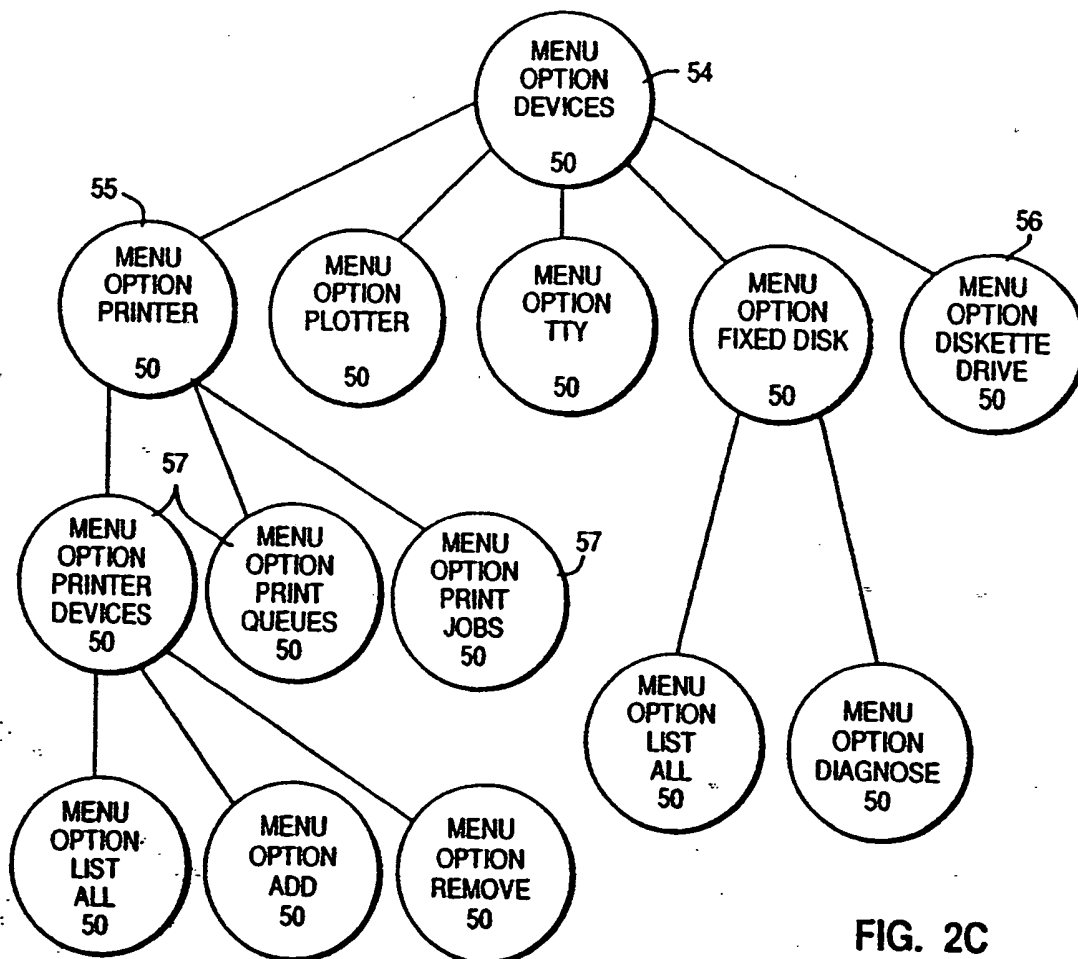 MENU
OPTION
DEVICES
50
54
55
MENU
OPTION
PRINTER
50
MENU
OPTION
PLOTTER
50
MENU
OPTION
TTY
50
MENU
OPTION
FIXED DISK
50
56
MENU
OPTION
DISKETTE
DRIVE
50
57
MENU
OPTION
PRINTER
DEVICES
50
MENU
OPTION
PRINT
QUEUES
50
MENU
OPTION
PRINT
JOBS
50
57
MENU
OPTION
LIST
ALL
50
MENU
OPTION
DIAGNOSE
50
MENU
OPTION
LIST
ALL
50
MENU
OPTION
ADD
50
MENU
OPTION
REMOVE
50
FIG. 2C